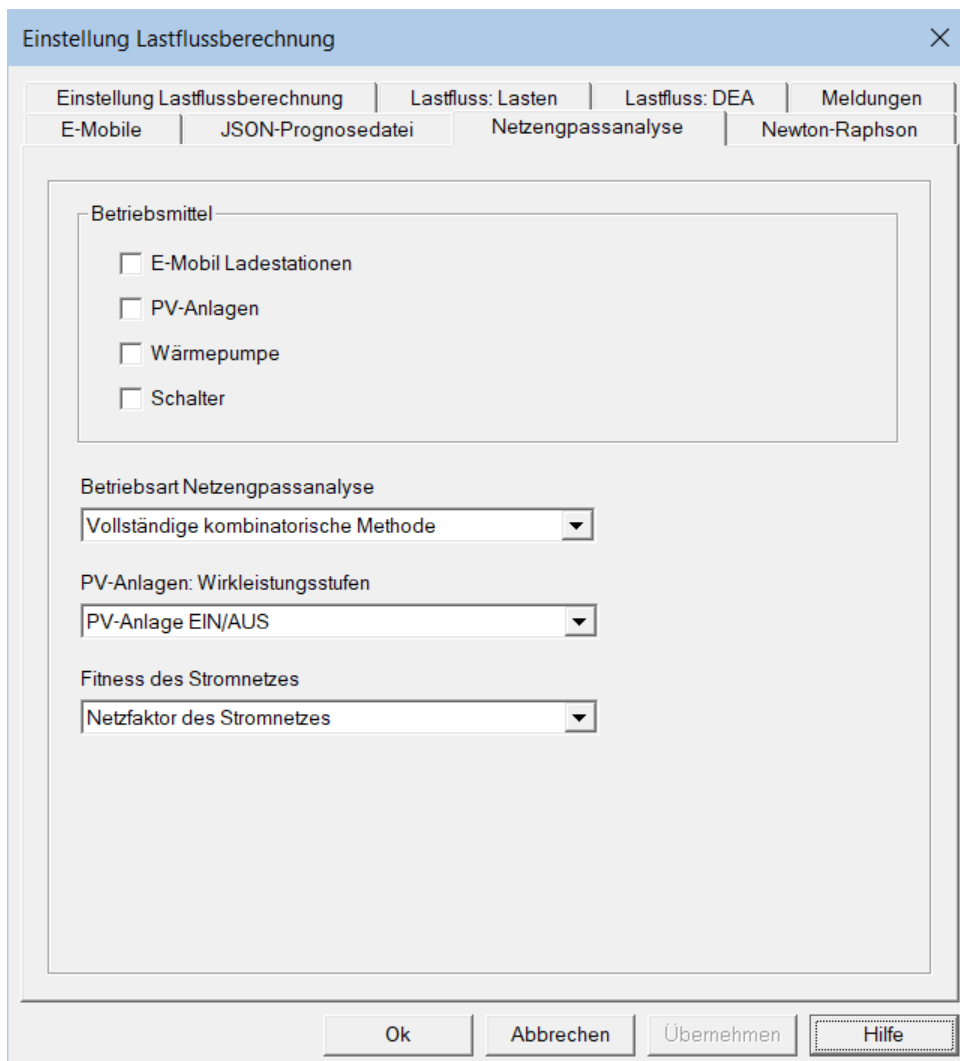 Einstellung Lastflussberechnung
Einstellung Lastflussberechnung Lastfluss: Lasten Lastfluss: DEA Meldungen
E-Mobile JSON-Prognosedatei Netzengpassanalyse Newton-Raphson
Betriebsmittel
E-Mobil Ladestationen
PV-Anlagen
Wärmepumpe
Schalter
Betriebsart Netzengpassanalyse
Vollständige kombinatorische Methode
PV-Anlagen: Wirkleistungsstufen
PV-Anlage EIN/AUS
Fitness des Stromnetzes
Netzfaktor des Stromnetzes
Ok Abbrechen Übernehmen Hilfe